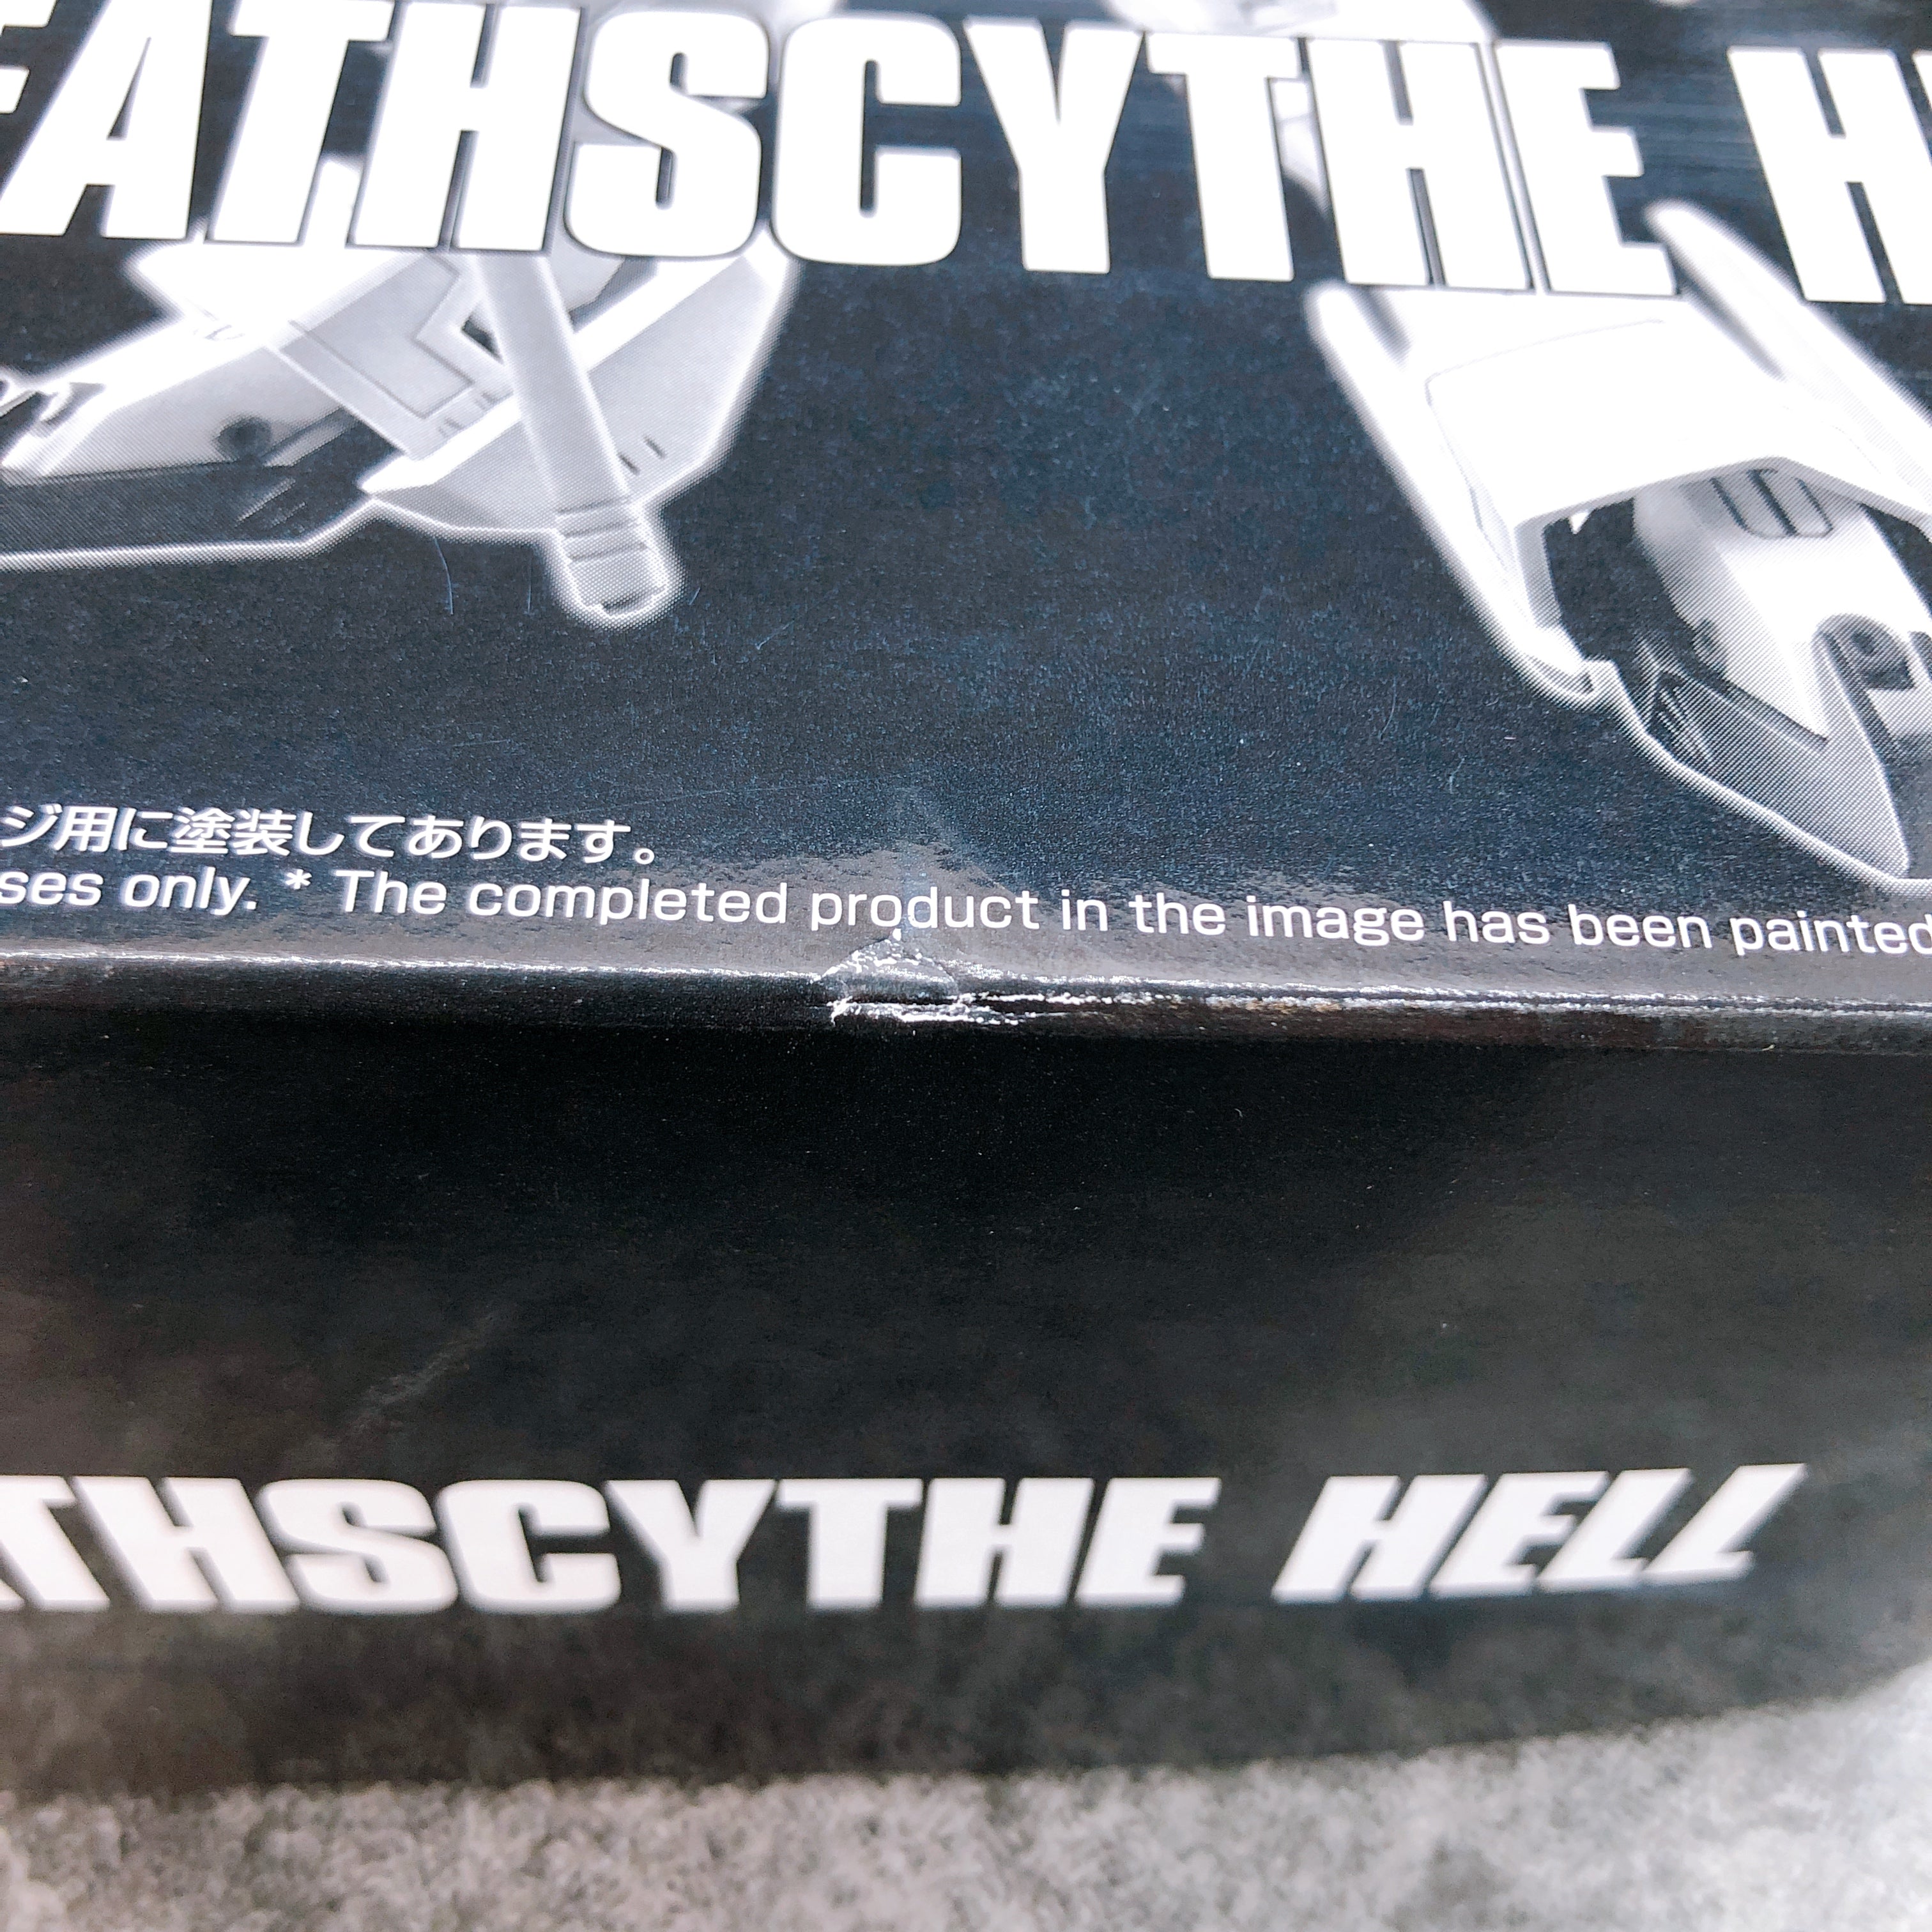 EATHSCYTHE H
ジ用に塗装してあります。
ses only. * The completed product in the image has been painted
THSCYTHE HELL